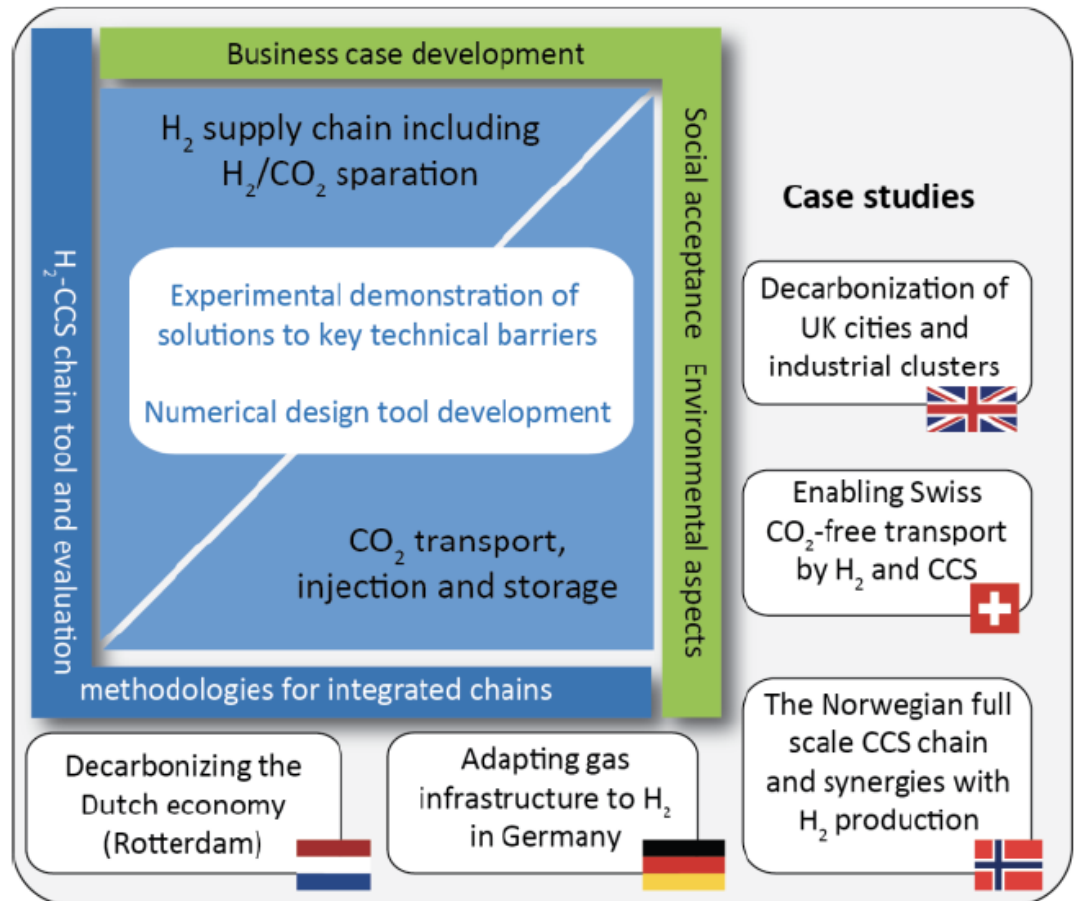 Business case development
H₂ supply chain including
H₂/CO₂ sparation
Experimental demonstration of
solutions to key technical barriers
Numerical design tool development
CO₂ transport,
injection and storage
H₂-CCS chain tool and evaluation
methodologies for integrated chains
Social acceptance Environmental aspects
Case studies
Decarbonization of
UK cities and
industrial clusters
Enabling Swiss
CO₂-free transport
by H₂ and CCS
The Norwegian full
scale CCS chain
and synergies with
H₂ production
Decarbonizing the
Dutch economy
(Rotterdam)
Adapting gas
infrastructure to H₂
in Germany